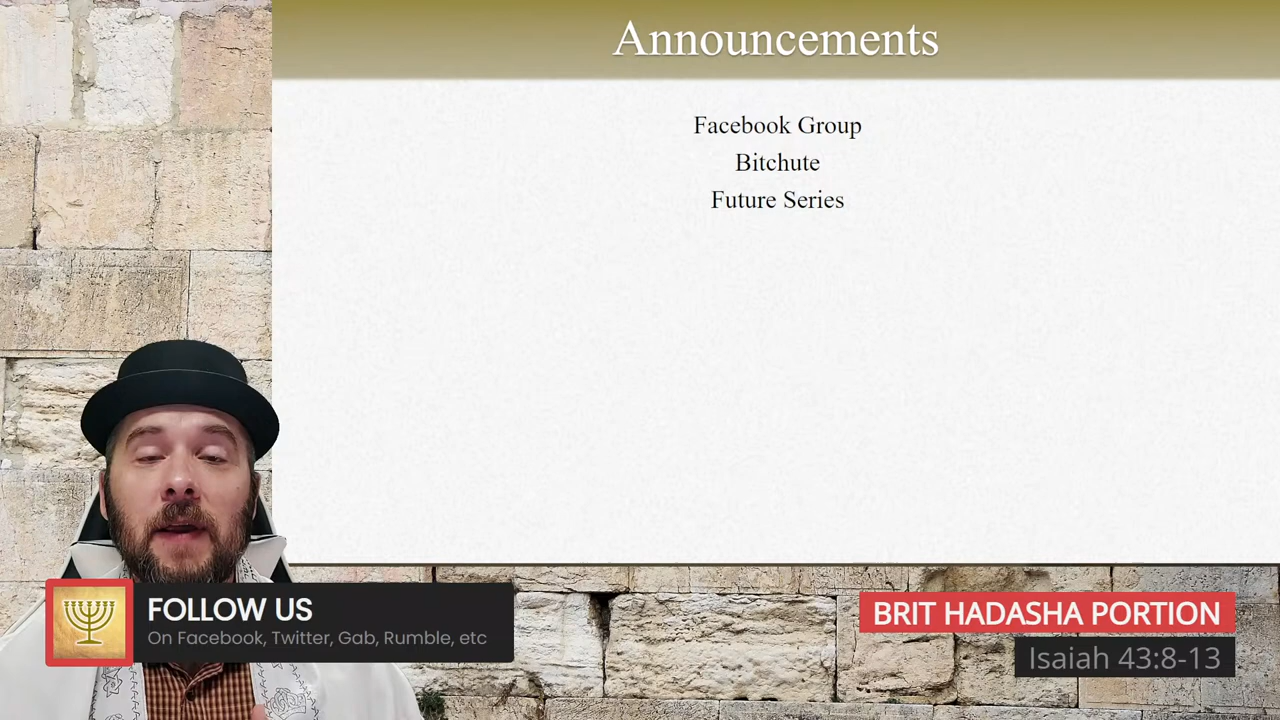 Announcements
Facebook Group
Bitchute
Future Series
FOLLOW US
On Facebook, Twitter, Gab, Rumble, etc
BRIT HADASHA PORTION
Isaiah 43:8-13